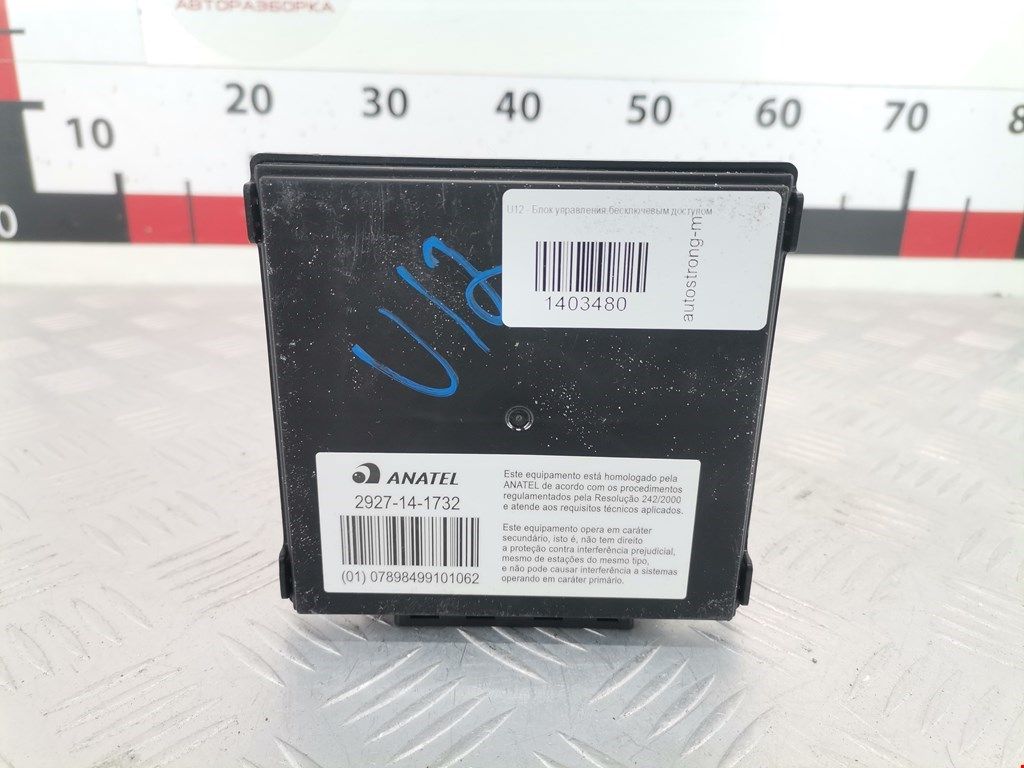 АВТОРАЗБОРКА
10 20 30 40 50 60 70 8
0
U12 - Блок управления бесключевым доступом
1403480
autostrong-m
U12
ANATEL
2927-14-1732
(01) 07898499101062
Este equipamento está homologado pela
ANATEL de acordo com os procedimentos
regulamentados pela Resolução 242/2000
e atende aos requisitos técnicos aplicados.
Este equipamento opera em caráter
secundário, isto é, não tem direito
a proteção contra interferência prejudicial,
mesmo de estações do mesmo tipo,
e não pode causar interferência a sistemas
operando em caráter primário.